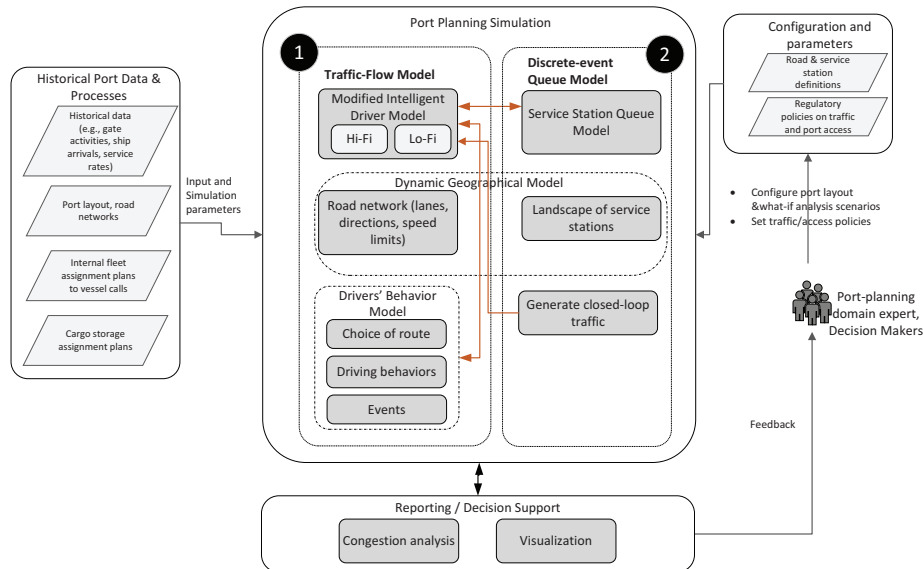 Port Planning Simulation
1
2
Traffic-Flow Model
Discrete-event
Queue Model
Modified Intelligent
Driver Model
Hi-Fi
Lo-Fi
Service Station Queue
Model
Dynamic Geographical Model
Road network (lanes,
directions, speed
limits)
Landscape of service
stations
Drivers’ Behavior
Model
Choice of route
Driving behaviors
Events
Generate closed-loop
traffic
Historical Port Data &
Processes
Historical data
(e.g., gate
activities, ship
arrivals, service
rates)
Port layout, road
networks
Internal fleet
assignment plans
to vessel calls
Cargo storage
assignment plans
Input and
Simulation
parameters
Configuration and
parameters
Road & service
station
definitions
Regulatory
policies on traffic
and port access
• Configure port layout
&what-if analysis scenarios
• Set traffic/access policies
Port-planning
domain expert,
Decision Makers
Feedback
Reporting / Decision Support
Congestion analysis
Visualization